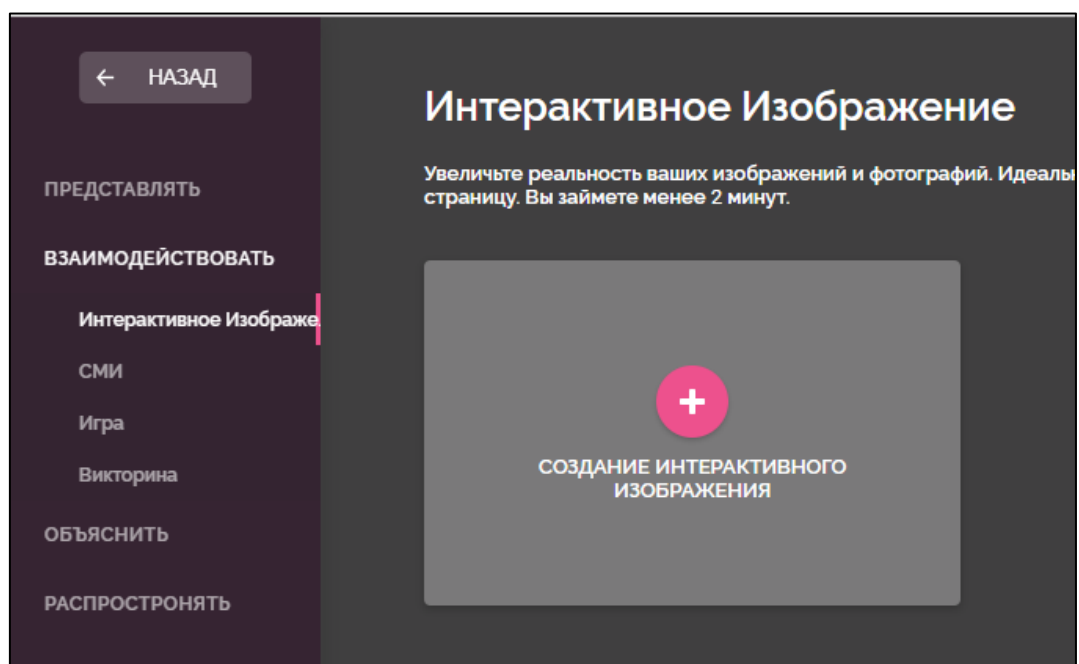 ← НАЗАД
ПРЕДСТАВЛЯТЬ
ВЗАИМОДЕЙСТВОВАТЬ
Интерактивное Изображе
СМИ
Игра
Викторина
ОБЪЯСНИТЬ
РАСПРОСТРОНЯТЬ
Интерактивное Изображение
Увеличьте реальность ваших изображений и фотографий. Идеаль
страницу. Вы займете менее 2 минут.
СОЗДАНИЕ ИНТЕРАКТИВНОГО
ИЗОБРАЖЕНИЯ